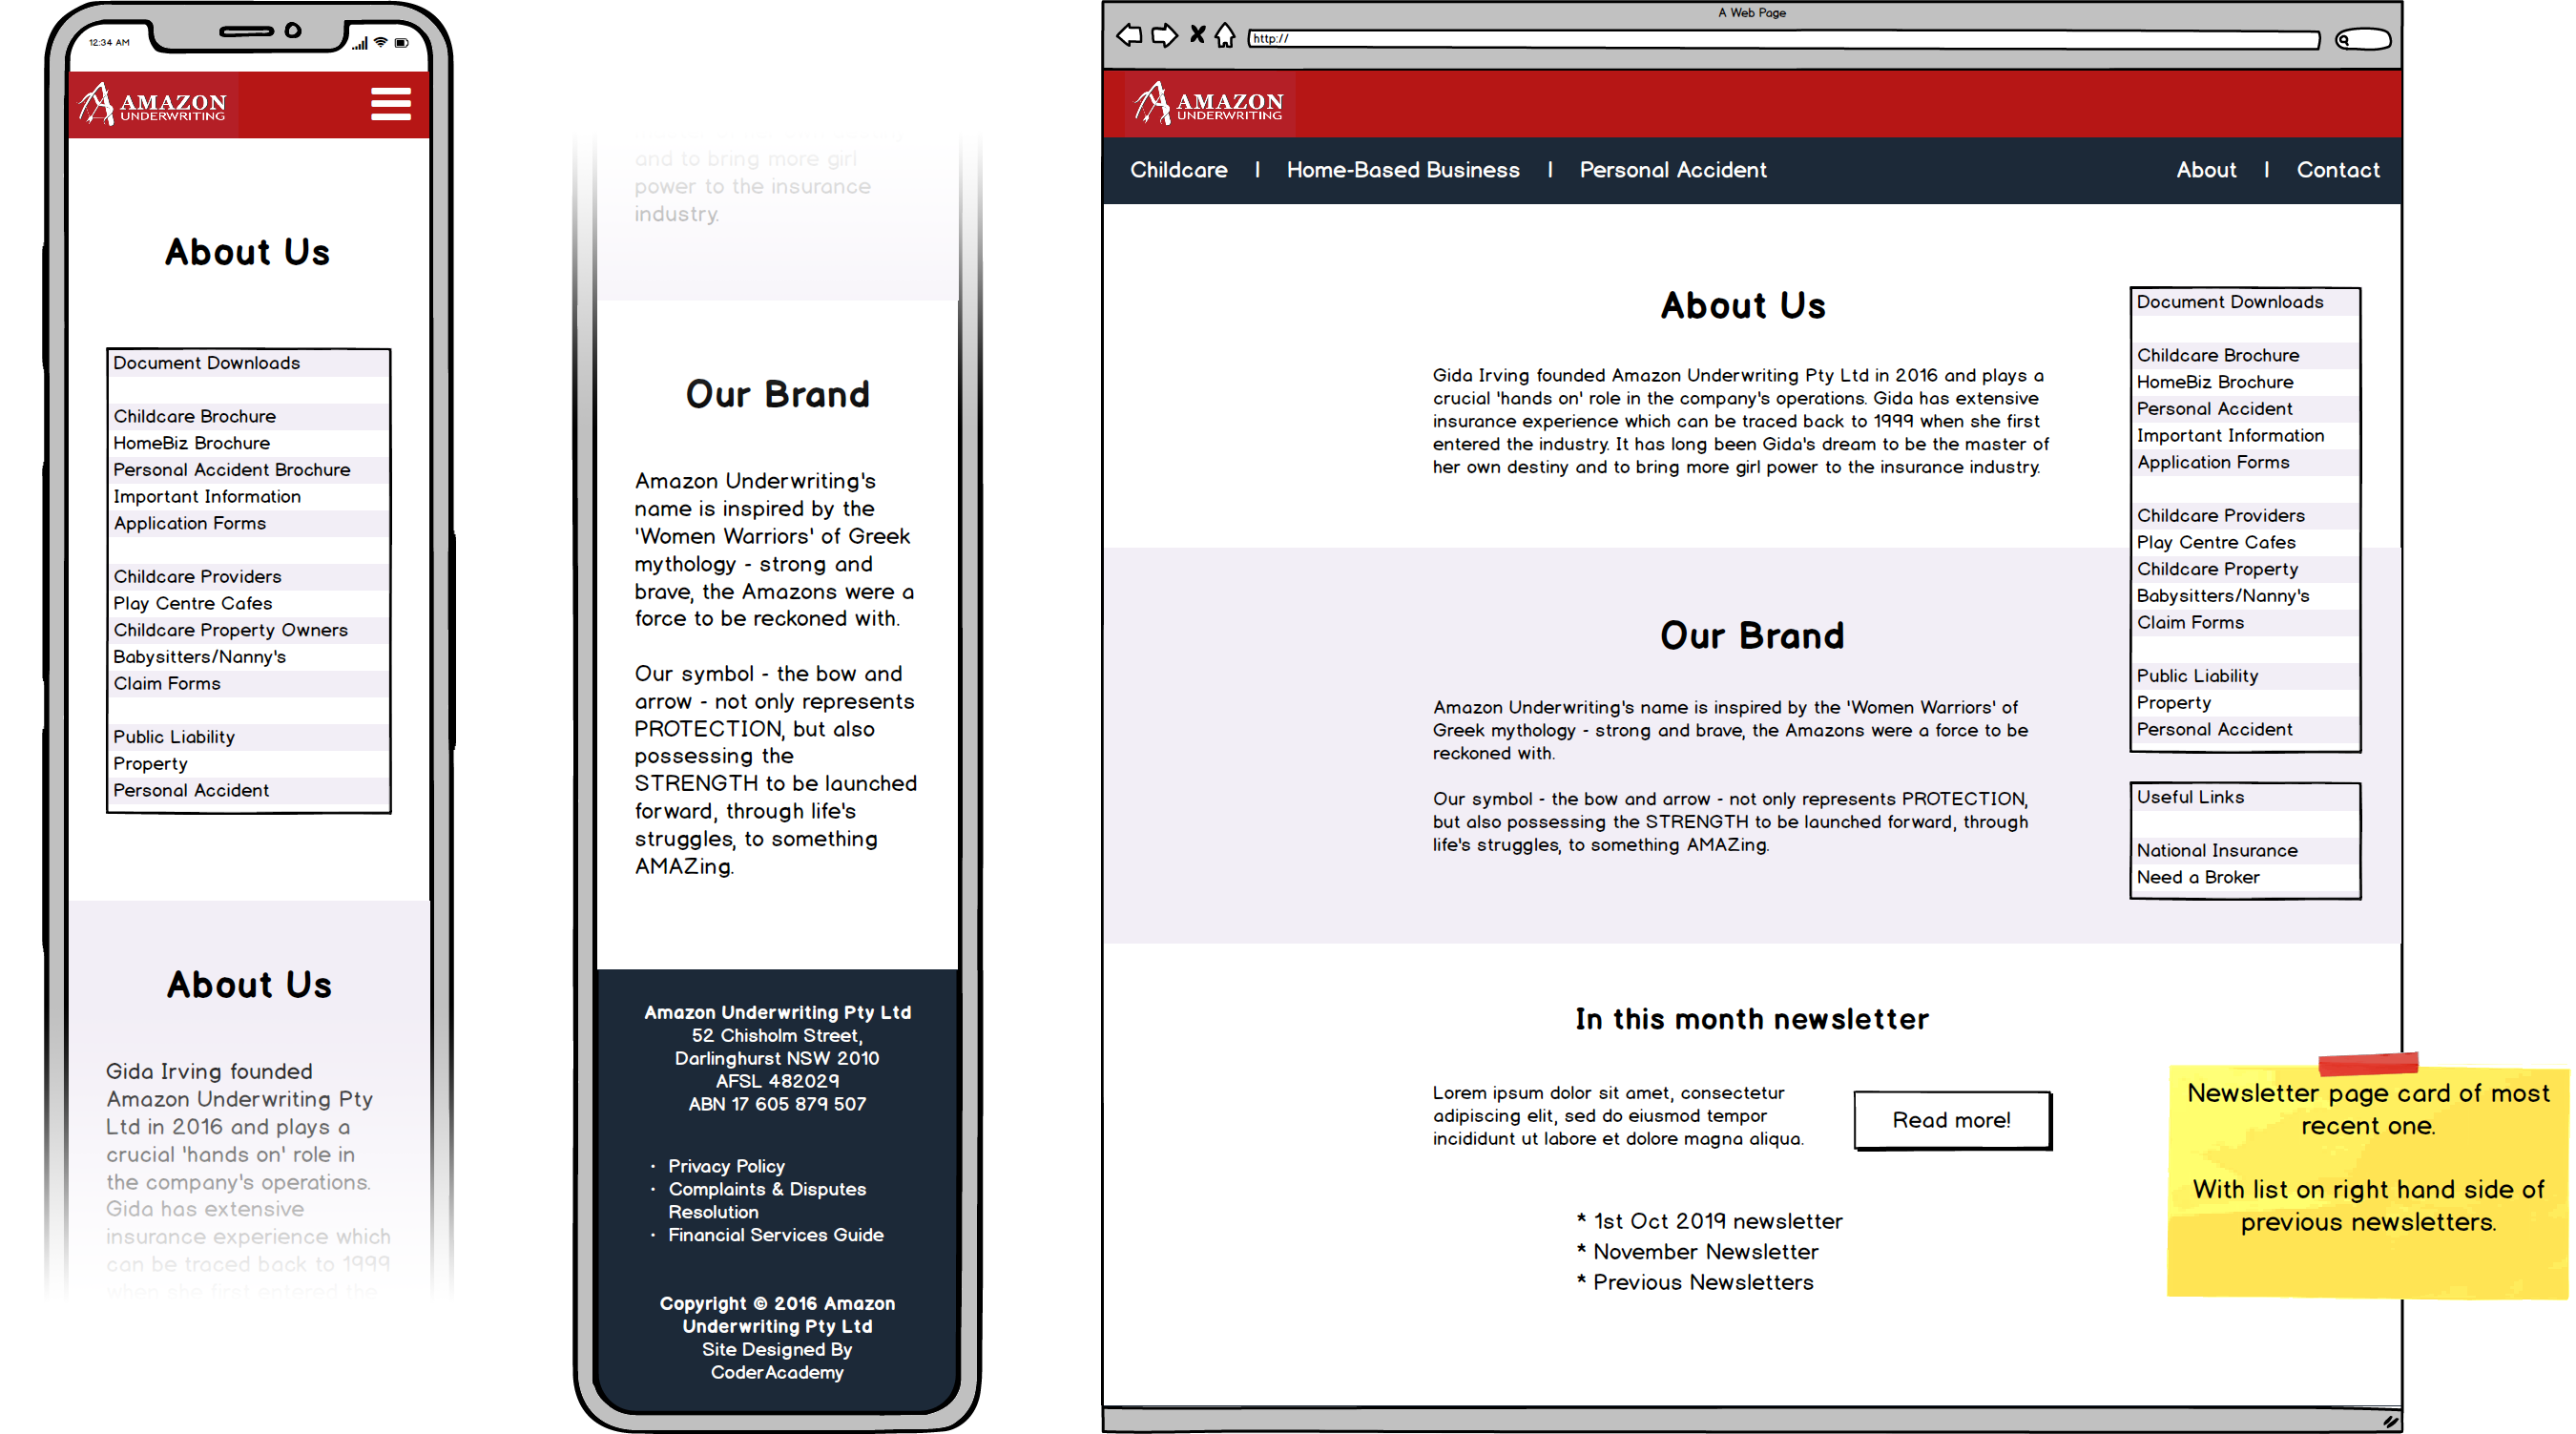 12:34 AM
AMAZON
UNDERWRITING
About Us
Document Downloads
Childcare Brochure
HomeBiz Brochure
Personal Accident Brochure
Important Information
Application Forms
Childcare Providers
Play Centre Cafes
Childcare Property Owners
Babysitters/Nanny's
Claim Forms
Public Liability
Property
Personal Accident
About Us
Gida Irving founded
Amazon Underwriting Pty
Ltd in 2016 and plays a
crucial 'hands on' role in
the company's operations.
Gida has extensive
insurance experience which
can be traced back to 1999
when she first entered the
and to bring more girl
power to the insurance
industry.
Our Brand
Amazon Underwriting's
name is inspired by the
'Women Warriors' of Greek
mythology - strong and
brave, the Amazons were a
force to be reckoned with.
Our symbol - the bow and
arrow - not only represents
PROTECTION, but also
possessing the
STRENGTH to be launched
forward, through life's
struggles, to something
AMAZing.
Amazon Underwriting Pty Ltd
52 Chisholm Street,
Darlinghurst NSW 2010
AFSL 482029
ABN 17 605 879 507
• Privacy Policy
• Complaints & Disputes
Resolution
• Financial Services Guide
Copyright © 2016 Amazon
Underwriting Pty Ltd
Site Designed By
CoderAcademy
A Web Page
http://
AMAZON
UNDERWRITING
Childcare | Home-Based Business | Personal Accident
About | Contact
About Us
Gida Irving founded Amazon Underwriting Pty Ltd in 2016 and plays a
crucial 'hands on' role in the company's operations. Gida has extensive
insurance experience which can be traced back to 1999 when she first
entered the industry. It has long been Gida's dream to be the master of
her own destiny and to bring more girl power to the insurance industry.
Our Brand
Amazon Underwriting's name is inspired by the 'Women Warriors' of
Greek mythology - strong and brave, the Amazons were a force to be
reckoned with.
Our symbol - the bow and arrow - not only represents PROTECTION,
but also possessing the STRENGTH to be launched forward, through
life's struggles, to something AMAZing.
Document Downloads
Childcare Brochure
HomeBiz Brochure
Personal Accident
Important Information
Application Forms
Childcare Providers
Play Centre Cafes
Childcare Property
Babysitters/Nanny's
Claim Forms
Public Liability
Property
Personal Accident
Useful Links
National Insurance
Need a Broker
In this month newsletter
Lorem ipsum dolor sit amet, consectetur
adipiscing elit, sed do eiusmod tempor
incididunt ut labore et dolore magna aliqua.
Read more!
* 1st Oct 2019 newsletter
* November Newsletter
* Previous Newsletters
Newsletter page card of most
recent one.
With list on right hand side of
previous newsletters.